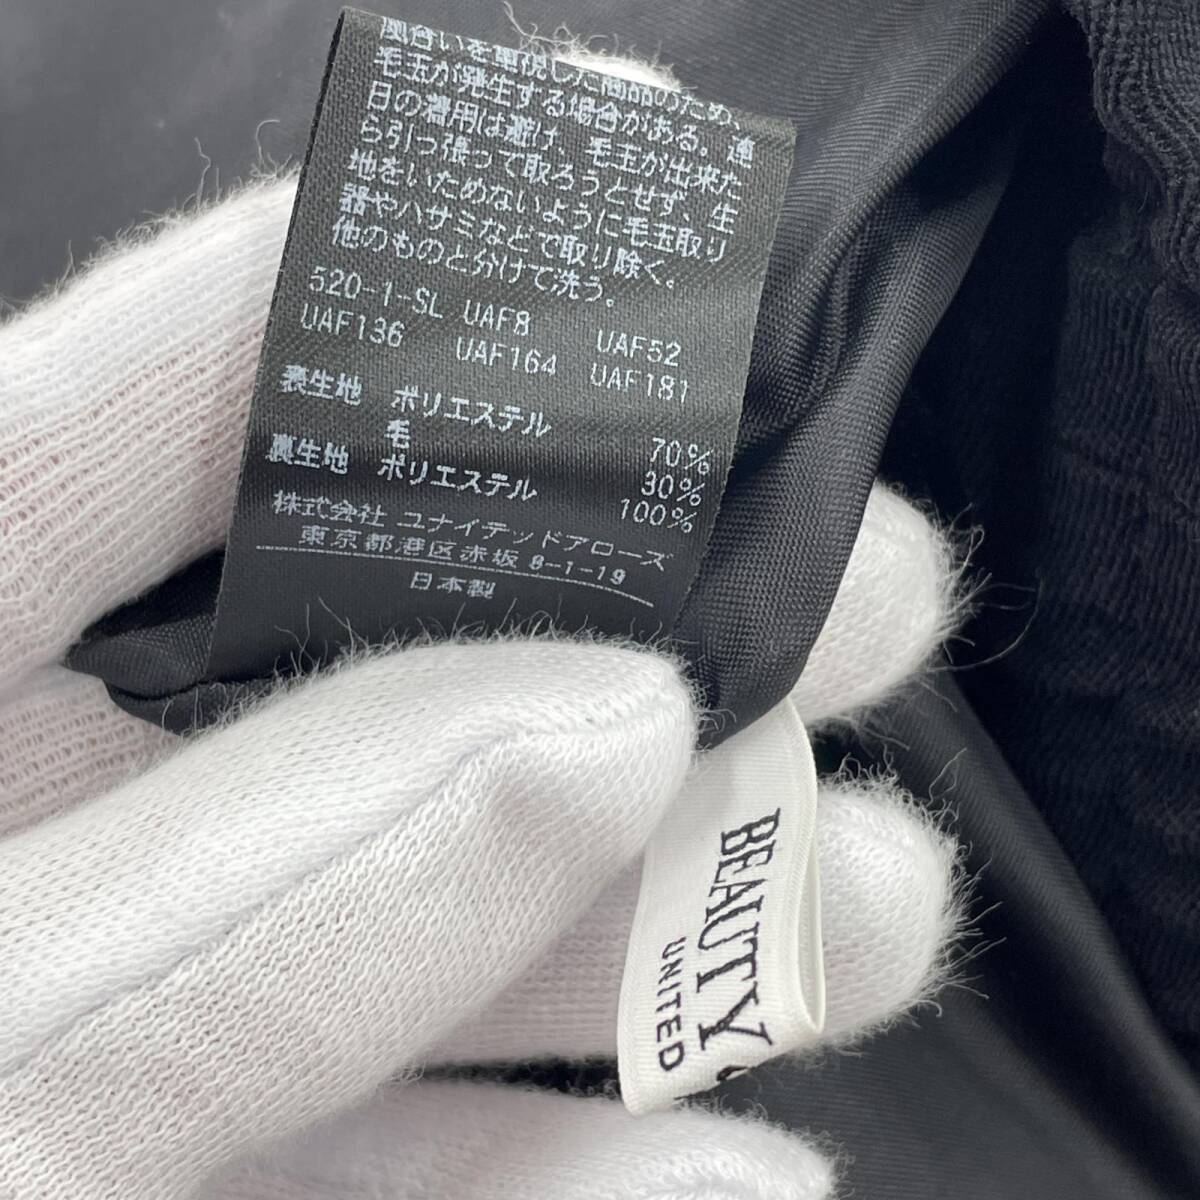 風合いを重視した商品のため、
毛玉が発生する場合がある。連
日の着用は避け、毛玉が出来た
ら引っ張って取ろうとせず、生
地をいためないように毛玉取り
器やハサミなどで取り除く。
他のものと分けて洗う。
520-1-SL UAF8 UAF52
UAF136 UAF164 UAF181
表生地 ポリエステル 70%
毛 30%
裏生地 ポリエステル 100%
株式会社 ユナイテッドアローズ
東京都港区赤坂 8-1-19
日本製
BEAUTY
UNITED